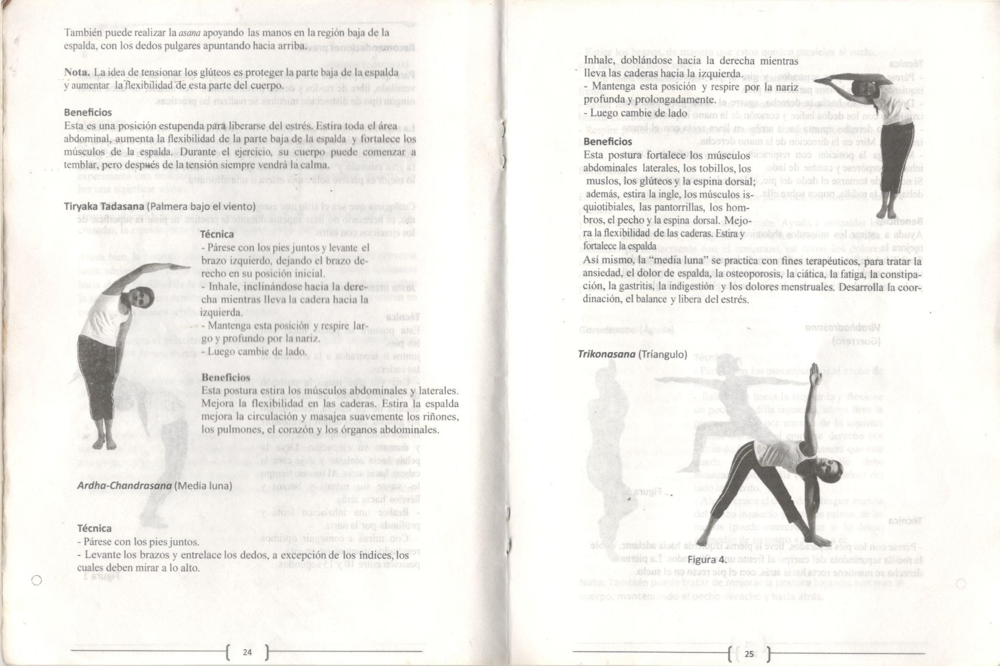 También puede realizar la asana apoyando las manos en la región baja de la
espalda, con los dedos pulgares apuntando hacia arriba.
Nota. La idea de tensionar los glúteos es proteger la parte baja de la espalda
y aumentar la flexibilidad de esta parte del cuerpo.
Beneficios
Esta es una posición estupenda para liberarse del estrés. Estira toda el área
abdominal, aumenta la flexibilidad de la parte baja de la espalda y fortalece los
músculos de la espalda. Durante el ejercicio, su cuerpo puede comenzar a
temblar, pero después de la tensión siempre vendrá la calma.
Tiryaka Tadasana (Palmera bajo el viento)
Técnica
- Párese con los pies juntos y levante el
brazo izquierdo, dejando el brazo de-
recho en su posición inicial.
- Inhale, inclinándose hacia la dere-
cha mientras lleva la cadera hacia la
izquierda.
- Mantenga esta posición y respire lar-
go y profundo por la nariz.
- Luego cambie de lado.
Beneficios
Esta postura estira los músculos abdominales y laterales.
Mejora la flexibilidad en las caderas. Estira la espalda
mejora la circulación y masajea suavemente los riñones,
los pulmones, el corazón y los órganos abdominales.
Ardha-Chandrasana (Media luna)
Técnica
- Párese con los pies juntos.
- Levante los brazos y entrelace los dedos, a excepción de los índices, los
cuales deben mirar a lo alto.
24
Inhale, doblándose hacia la derecha mientras
lleva las caderas hacia la izquierda.
- Mantenga esta posición y respire por la nariz
profunda y prolongadamente.
- Luego cambie de lado
Beneficios
Esta postura fortalece los músculos
abdominales laterales, los tobillos, los
muslos, los glúteos y la espina dorsal;
además, estira la ingle, los músculos is-
quiotibiales, las pantorrillas, los hom-
bros, el pecho y la espina dorsal. Mejo-
ra la flexibilidad de las caderas. Estira y
fortalece la espalda
Así mismo, la “media luna” se practica con fines terapéuticos, para tratar la
ansiedad, el dolor de espalda, la osteoporosis, la ciática, la fatiga, la constipa-
ción, la gastritis, la indigestión y los dolores menstruales. Desarrolla la coor-
dinación, el balance y libera del estrés.
Trikonasana (Tríangulo)
Figura 4.
25